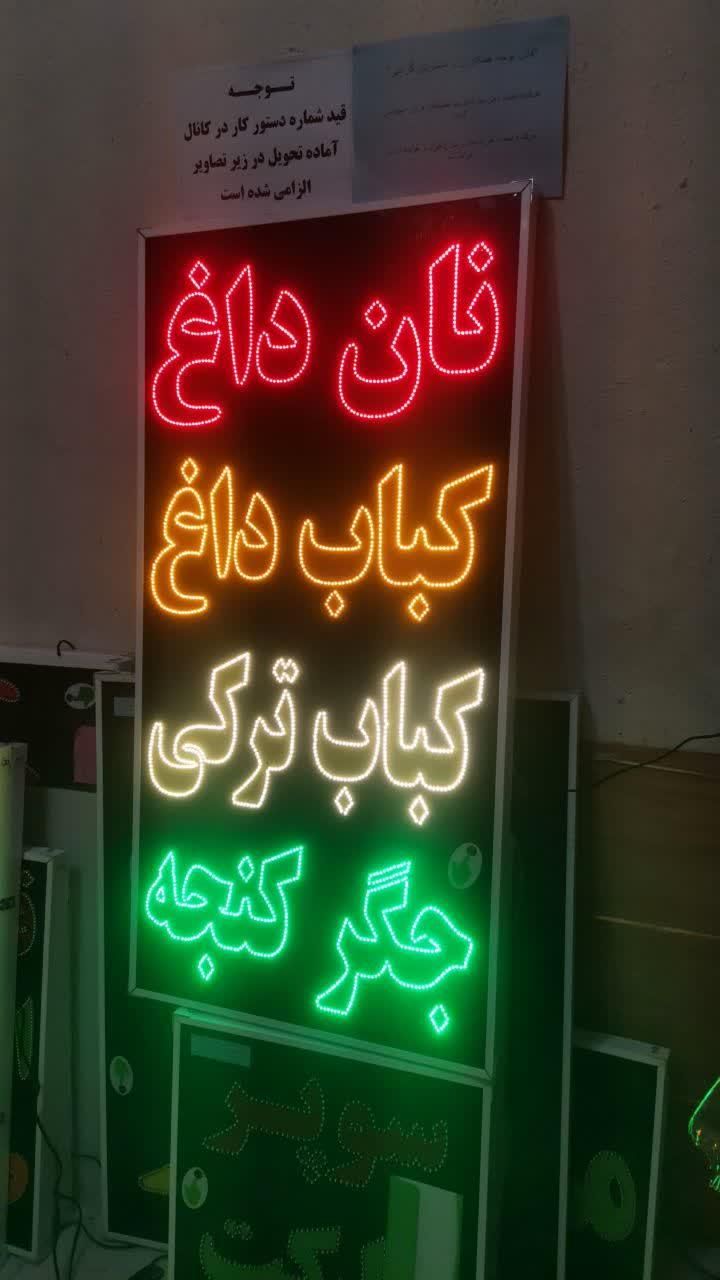 توجه
قید شماره دستور کار در کانال
آماده تحویل در زیر تصاویر
الزامی شده است
نان داغ
کباب داغ
کباب ترکی
جگر کنجه
سوپر